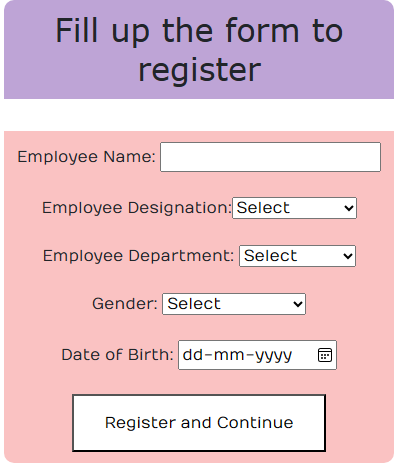 Fill up the form to
register
Employee Name:
Employee Designation: Select
Employee Department: Select
Gender: Select
Date of Birth: dd-mm-yyyy
Register and Continue